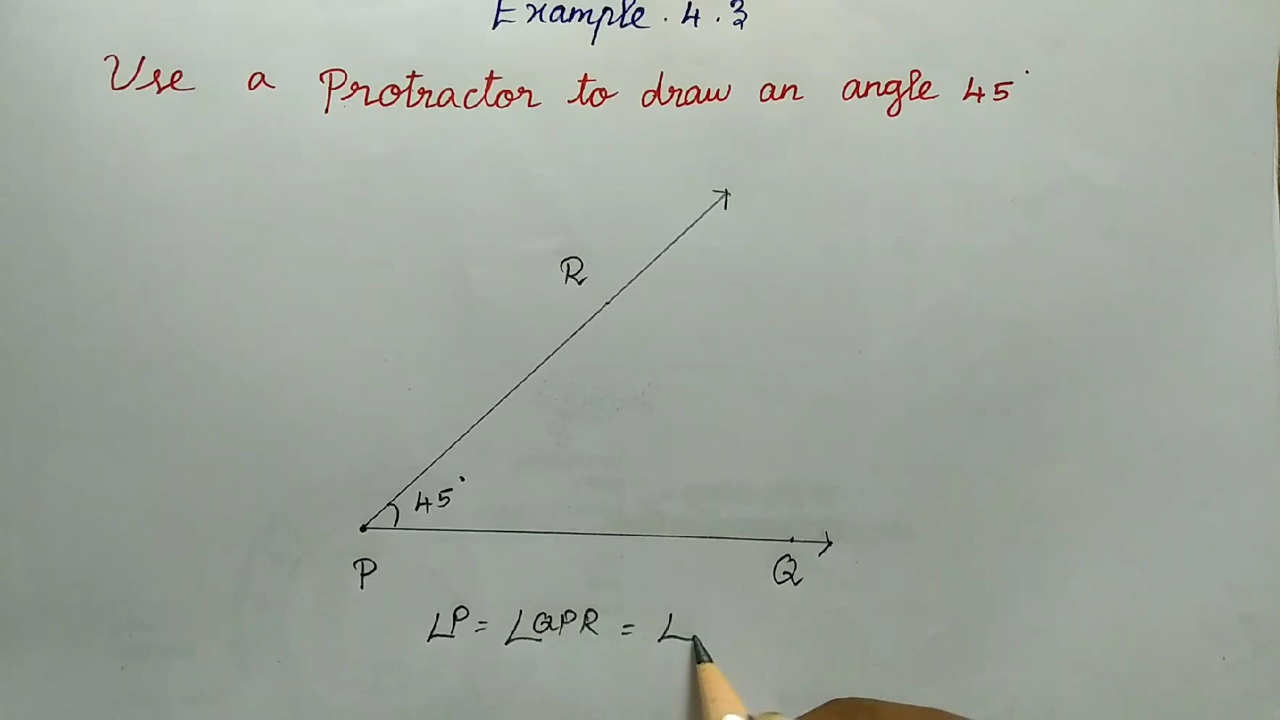 Example. 4.3
Use a Protractor to draw an angle 45°
R
45°
P
Q
∠P = ∠QPR = ∠